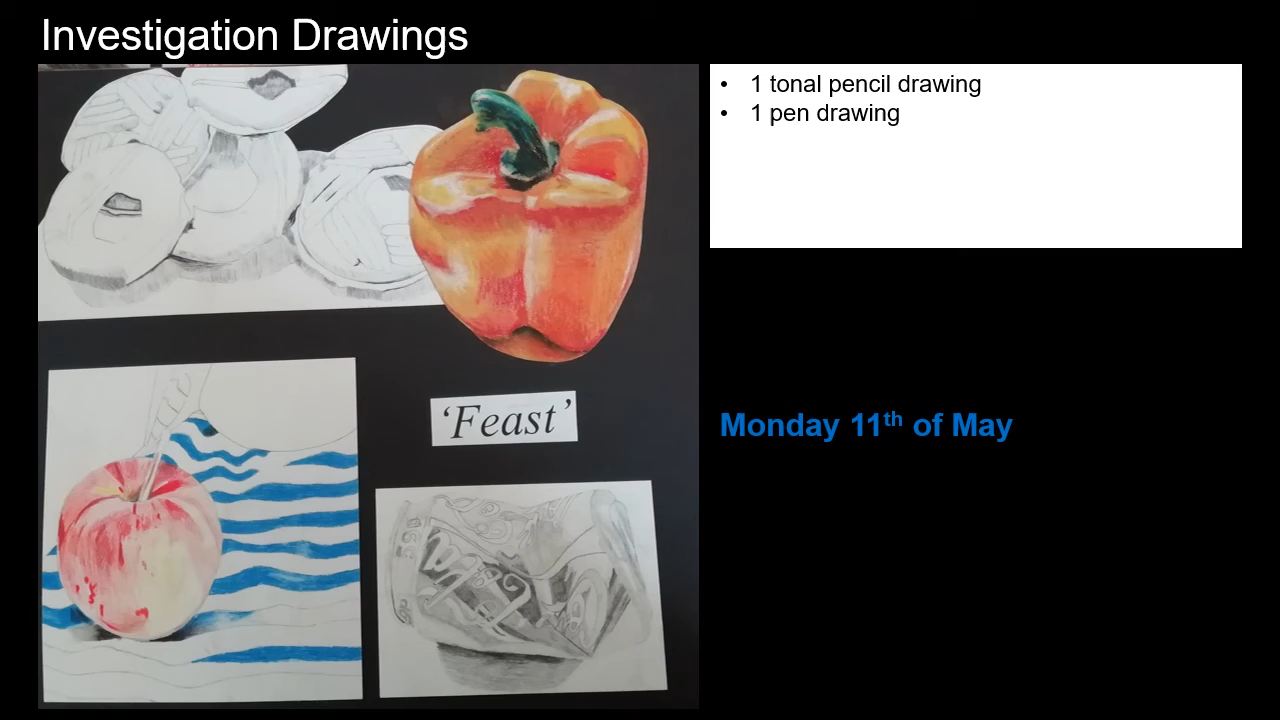 Investigation Drawings
• 1 tonal pencil drawing
• 1 pen drawing
‘Feast’
Monday 11th of May